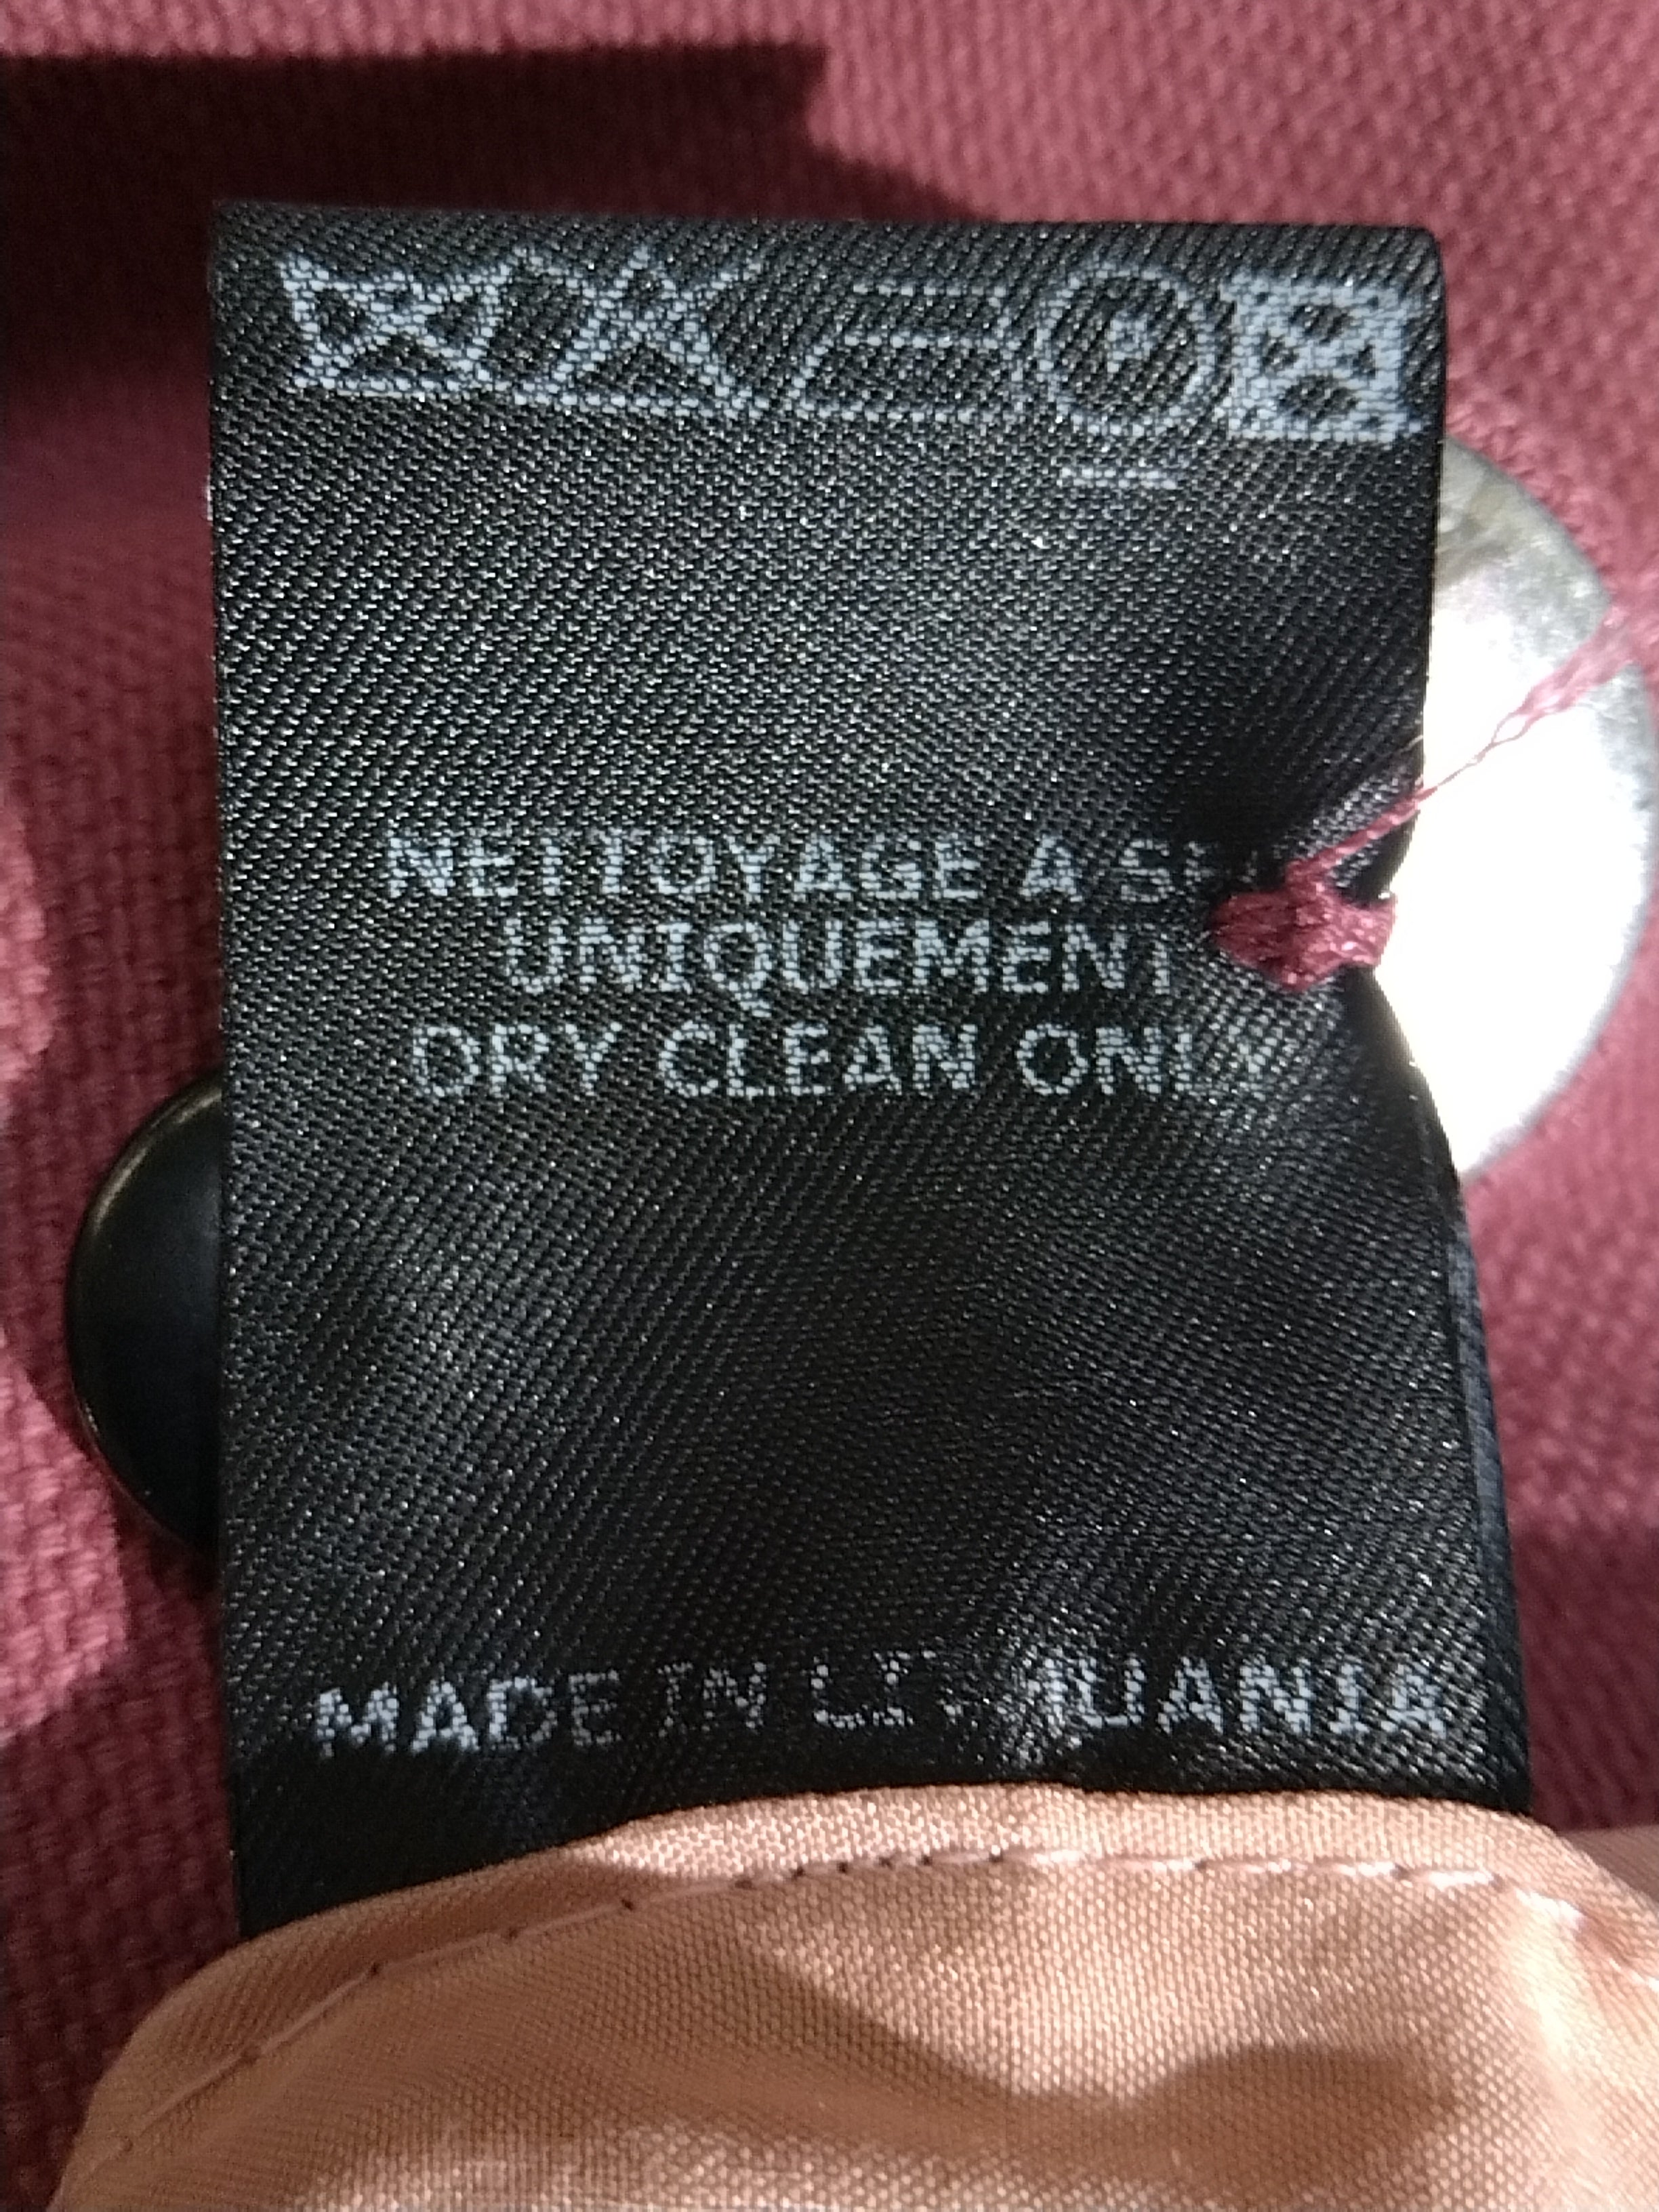 P
NETTOYAGE A SEC
UNIQUEMENT
DRY CLEAN ONLY
MADE IN LITHUANIA